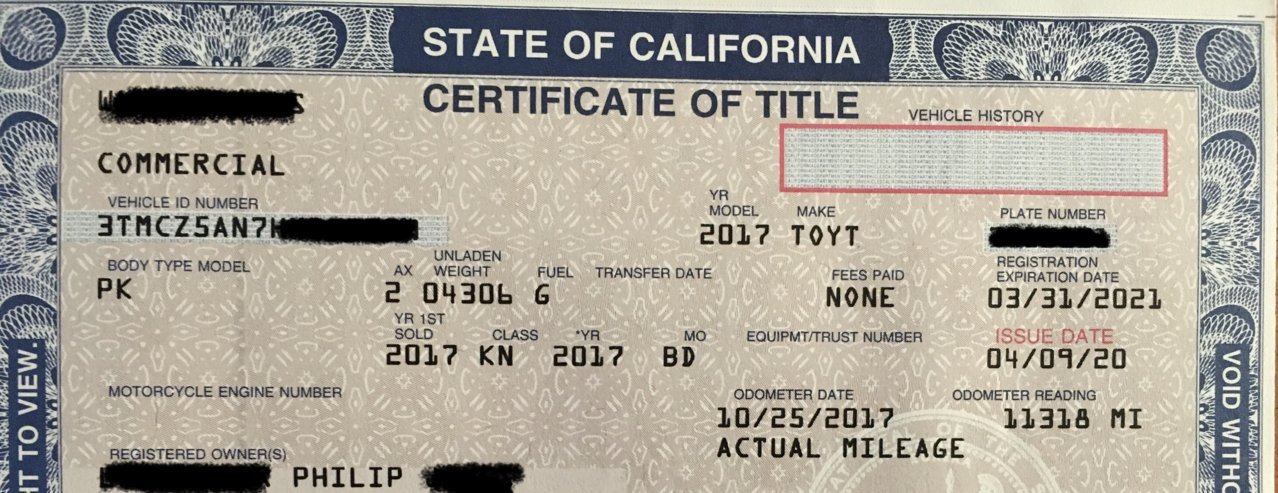 STATE OF CALIFORNIA
CERTIFICATE OF TITLE
VEHICLE HISTORY
COMMERCIAL
VEHICLE ID NUMBER
3TMCZ5AN7H
YR
MODEL MAKE
2017 TOYT
PLATE NUMBER
BODY TYPE MODEL
PK
AX
UNLADEN
WEIGHT
FUEL
TRANSFER DATE
2 04306 G
FEES PAID
NONE
REGISTRATION
EXPIRATION DATE
03/31/2021
YR 1ST
SOLD
CLASS
*YR
MO
2017 KN 2017 BD
EQUIPMT/TRUST NUMBER
ISSUE DATE
04/09/20
MOTORCYCLE ENGINE NUMBER
ODOMETER DATE
10/25/2017
ODOMETER READING
11318 MI
ACTUAL MILEAGE
REGISTERED OWNER(S)
PHILIP
HT TO VIEW.
VOID WITHO